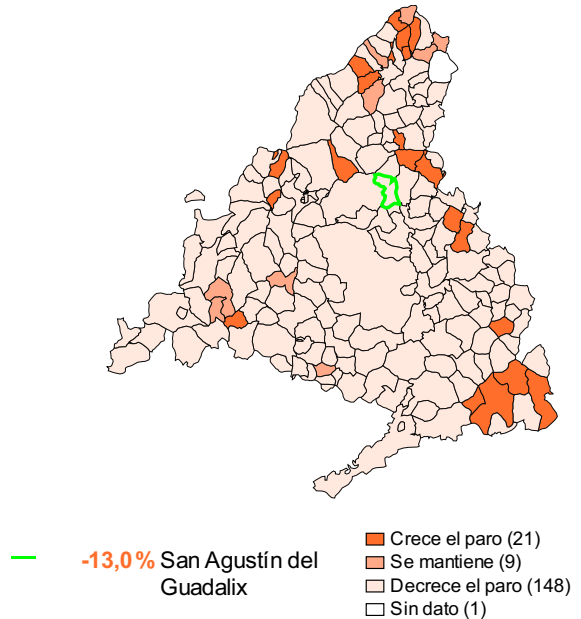 -13,0% San Agustín del
Guadalix
Crece el paro (21)
Se mantiene (9)
Decrece el paro (148)
Sin dato (1)